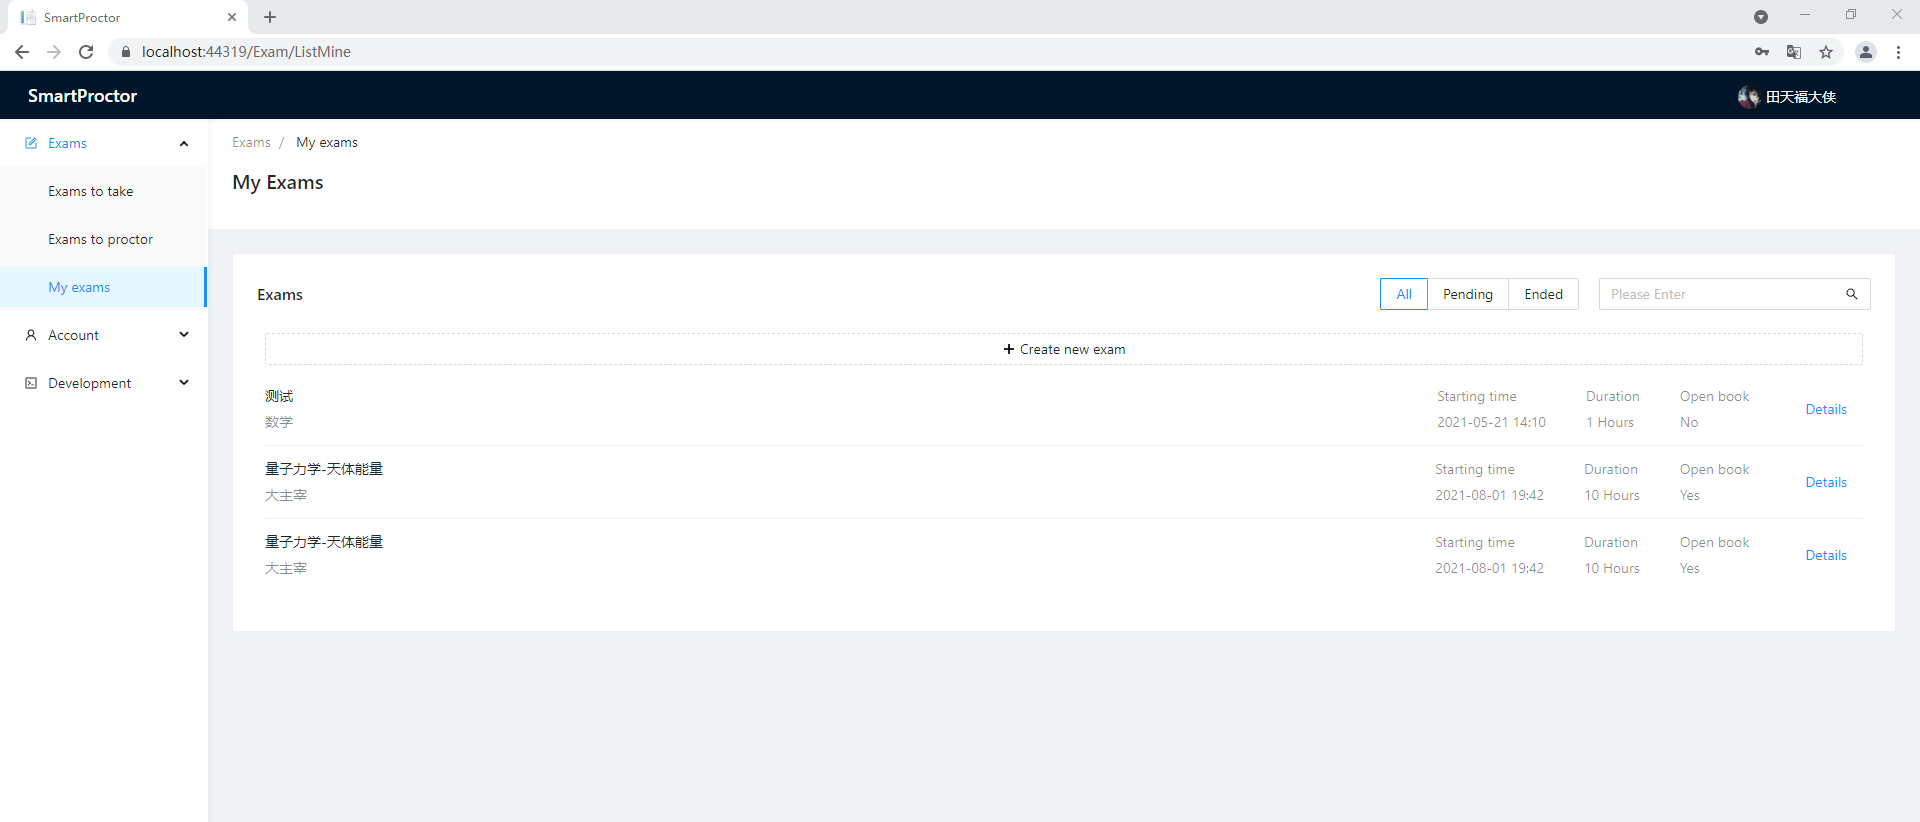 SmartProctor
localhost:44319/Exam/ListMine
SmartProctor
田天福大侠
Exams
Exams to take
Exams to proctor
My exams
Account
Development
Exams / My exams
My Exams
Exams
All
Pending
Ended
Please Enter
Create new exam
测试
数学
Starting time
2021-05-21 14:10
Duration
1 Hours
Open book
No
Details
量子力学-天体能量
大主宰
Starting time
2021-08-01 19:42
Duration
10 Hours
Open book
Yes
Details
量子力学-天体能量
大主宰
Starting time
2021-08-01 19:42
Duration
10 Hours
Open book
Yes
Details